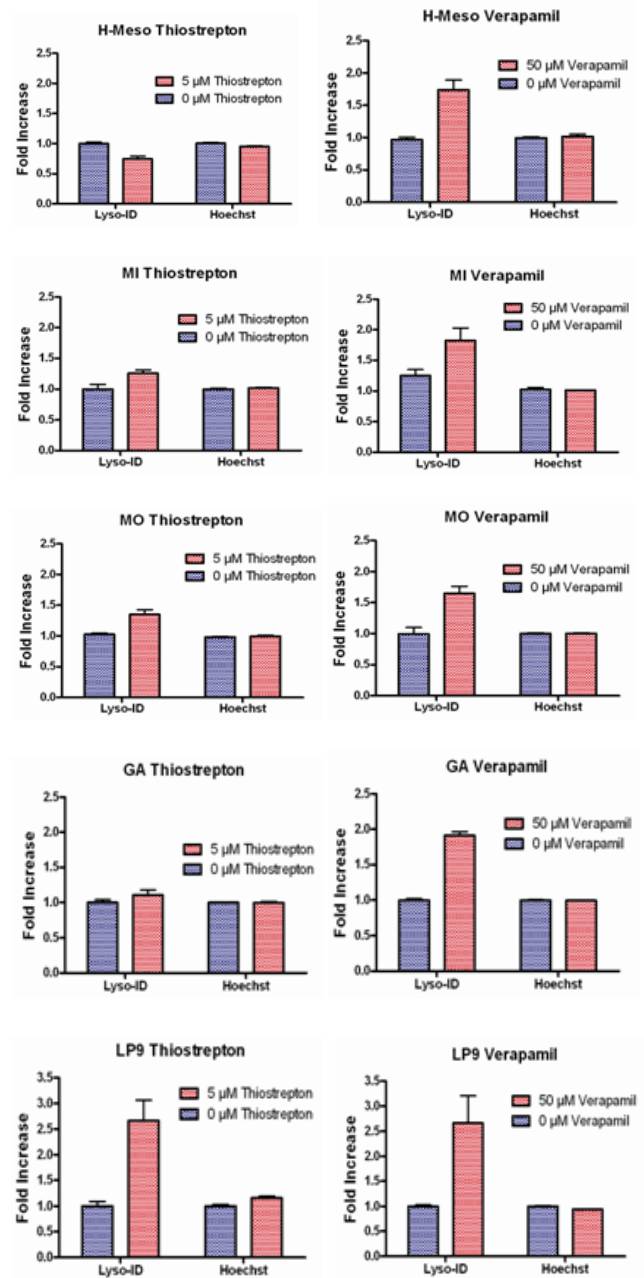 H-Meso Thiostrepton
2.5
2.0
1.5
1.0
0.5
0.0
Fold Increase
5 µM Thiostrepton
0 µM Thiostrepton
Lyso-ID Hoechst
H-Meso Verapamil
2.5
2.0
1.5
1.0
0.5
0.0
Fold Increase
50 µM Verapamil
0 µM Verapamil
Lyso-ID Hoechst
MI Thiostrepton
2.5
2.0
1.5
1.0
0.5
0.0
Fold Increase
5 µM Thiostrepton
0 µM Thiostrepton
Lyso-ID Hoechst
MI Verapamil
2.5
2.0
1.5
1.0
0.5
0.0
Fold Increase
50 µM Verapamil
0 µM Verapamil
Lyso-ID Hoechst
MO Thiostrepton
2.5
2.0
1.5
1.0
0.5
0.0
Fold Increase
5 µM Thiostrepton
0 µM Thiostrepton
Lyso-ID Hoechst
MO Verapamil
2.5
2.0
1.5
1.0
0.5
0.0
Fold Increase
50 µM Verapamil
0 µM Verapamil
Lyso-ID Hoechst
GA Thiostrepton
2.5
2.0
1.5
1.0
0.5
0.0
Fold Increase
5 µM Thiostrepton
0 µM Thiostrepton
Lyso-ID Hoechst
GA Verapamil
2.5
2.0
1.5
1.0
0.5
0.0
Fold Increase
50 µM Verapamil
0 µM Verapamil
Lyso-ID Hoechst
LP9 Thiostrepton
3.5
3.0
2.5
2.0
1.5
1.0
0.5
0.0
Fold Increase
5 µM Thiostrepton
0 µM Thiostrepton
Lyso-ID Hoechst
LP9 Verapamil
3.5
3.0
2.5
2.0
1.5
1.0
0.5
0.0
Fold Increase
50 µM Verapamil
0 µM Verapamil
Lyso-ID Hoechst